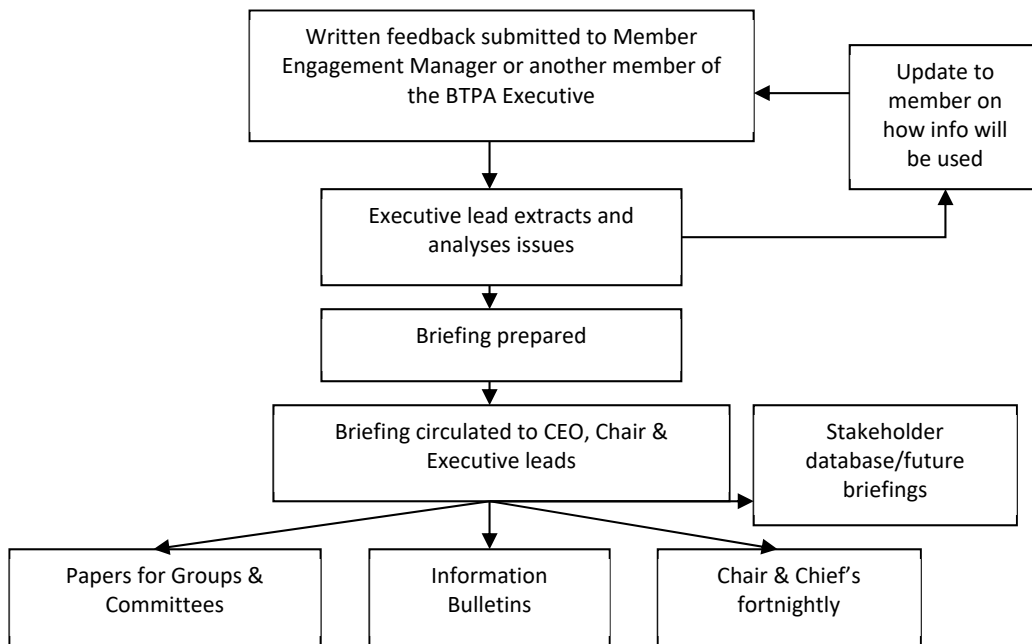 Written feedback submitted to Member
Engagement Manager or another member of
the BTPA Executive
Update to
member on
how info will
be used
Executive lead extracts and
analyses issues
Briefing prepared
Briefing circulated to CEO, Chair &
Executive leads
Stakeholder
database/future
briefings
Papers for Groups &
Committees
Information
Bulletins
Chair & Chief’s
fortnightly